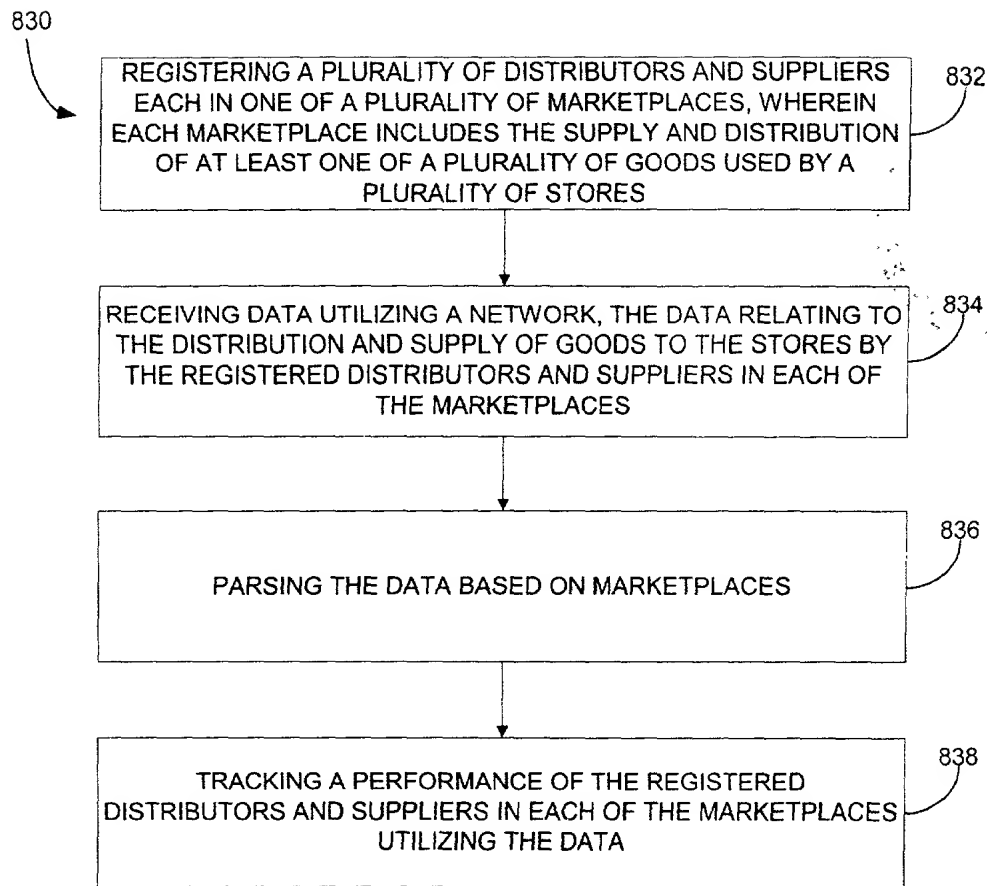 830
REGISTERING A PLURALITY OF DISTRIBUTORS AND SUPPLIERS
EACH IN ONE OF A PLURALITY OF MARKETPLACES, WHEREIN
EACH MARKETPLACE INCLUDES THE SUPPLY AND DISTRIBUTION
OF AT LEAST ONE OF A PLURALITY OF GOODS USED BY A
PLURALITY OF STORES
832
RECEIVING DATA UTILIZING A NETWORK, THE DATA RELATING TO
THE DISTRIBUTION AND SUPPLY OF GOODS TO THE STORES BY
THE REGISTERED DISTRIBUTORS AND SUPPLIERS IN EACH OF
THE MARKETPLACES
834
PARSING THE DATA BASED ON MARKETPLACES
836
TRACKING A PERFORMANCE OF THE REGISTERED
DISTRIBUTORS AND SUPPLIERS IN EACH OF THE MARKETPLACES
UTILIZING THE DATA
838